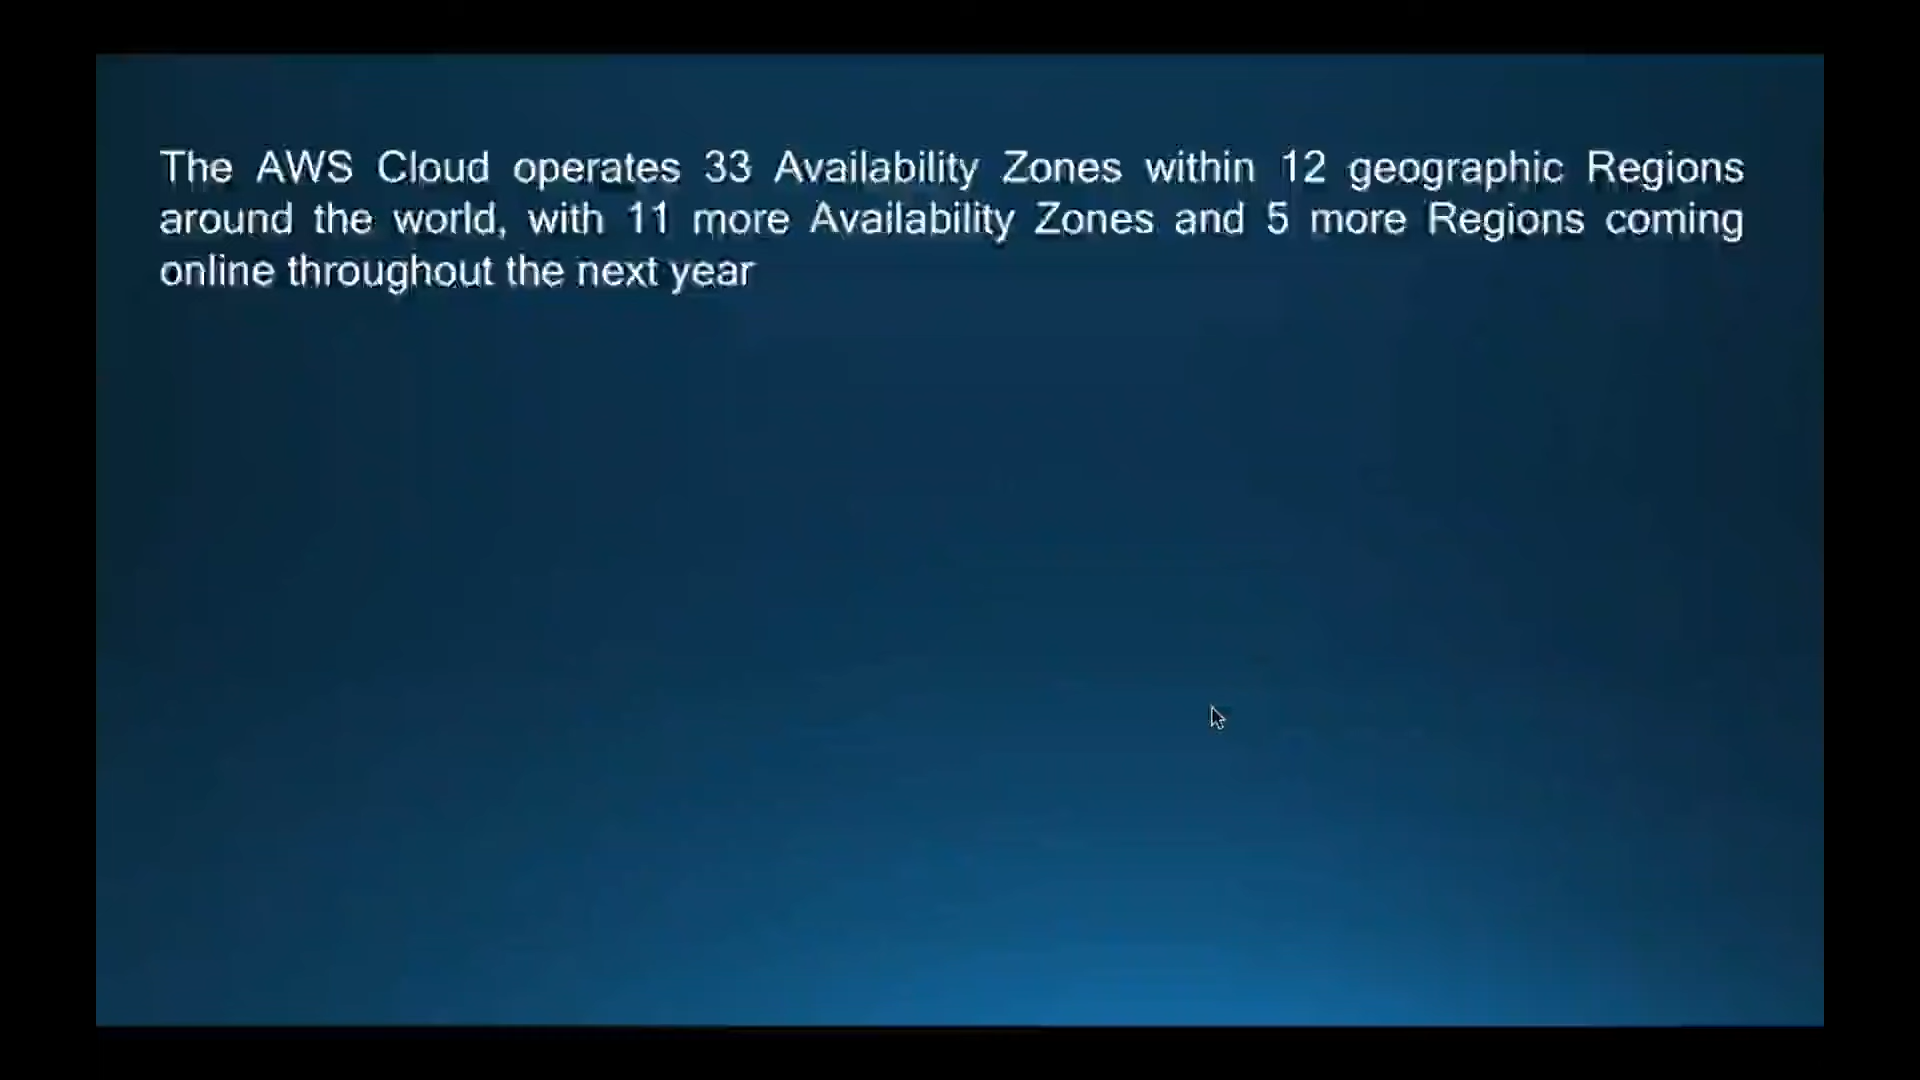 The AWS Cloud operates 33 Availability Zones within 12 geographic Regions
around the world, with 11 more Availability Zones and 5 more Regions coming
online throughout the next year